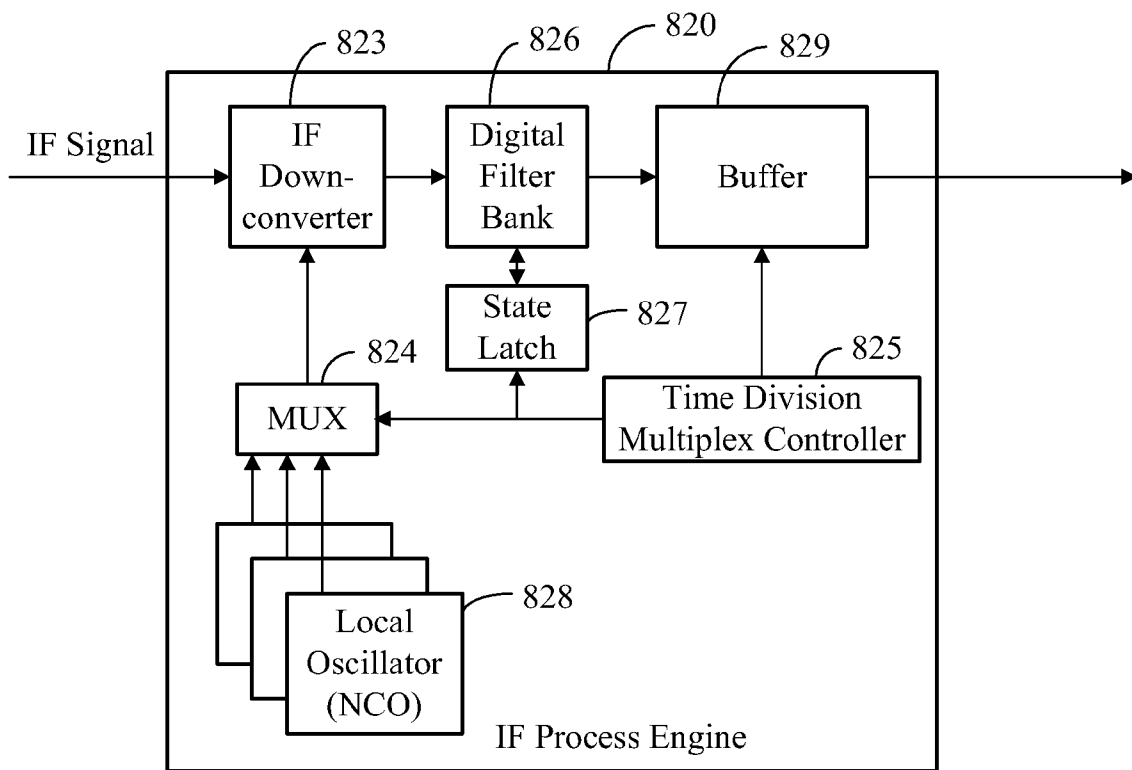 823
826
820
829
IF Signal
IF
Down-
converter
Digital
Filter
Bank
Buffer
State
Latch
827
824
825
MUX
Time Division
Multiplex Controller
828
Local
Oscillator
(NCO)
IF Process Engine